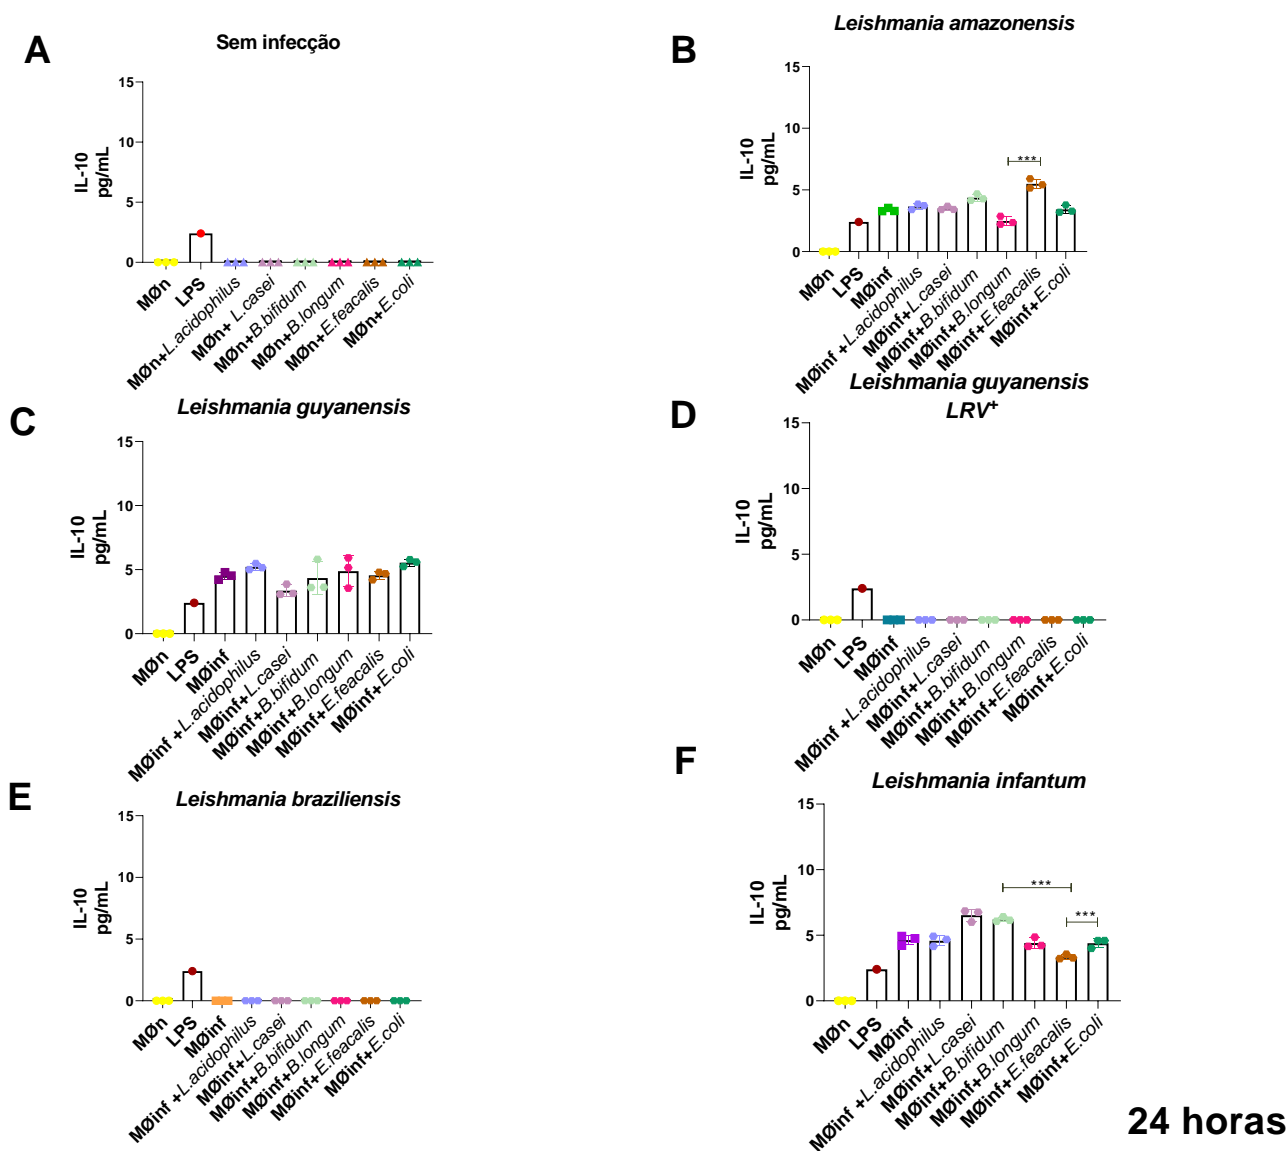 A
Sem infecção
IL-10
pg/mL
15
10
5
0
MØn
LPS
MØn+L.acidophilus
MØn+ L.casei
MØn+B.bifidum
MØn+B.longum
MØn+E.feacalis
MØn+E.coli
B
Leishmania amazonensis
IL-10
pg/mL
15
10
5
0
***
MØn
LPS
MØinf
MØinf +L.acidophilus
MØinf+L.casei
MØinf+B.bifidum
MØinf+B.longum
MØinf+E.feacalis
MØinf+E.coli
C
Leishmania guyanensis
IL-10
pg/mL
15
10
5
0
MØn
LPS
MØinf
MØinf +L.acidophilus
MØinf+L.casei
MØinf+B.bifidum
MØinf+B.longum
MØinf+E.feacalis
MØinf+E.coli
D
Leishmania guyanensis
LRV+
IL-10
pg/mL
15
10
5
0
MØn
LPS
MØinf
MØinf +L.acidophilus
MØinf+L.casei
MØinf+B.bifidum
MØinf+B.longum
MØinf+E.feacalis
MØinf+E.coli
E
Leishmania braziliensis
IL-10
pg/mL
15
10
5
0
MØn
LPS
MØinf
MØinf +L.acidophilus
MØinf+L.casei
MØinf+B.bifidum
MØinf+B.longum
MØinf+E.feacalis
MØinf+E.coli
F
Leishmania infantum
IL-10
pg/mL
15
10
5
0
***
***
MØn
LPS
MØinf
MØinf +L.acidophilus
MØinf+L.casei
MØinf+B.bifidum
MØinf+B.longum
MØinf+E.feacalis
MØinf+E.coli
24 horas